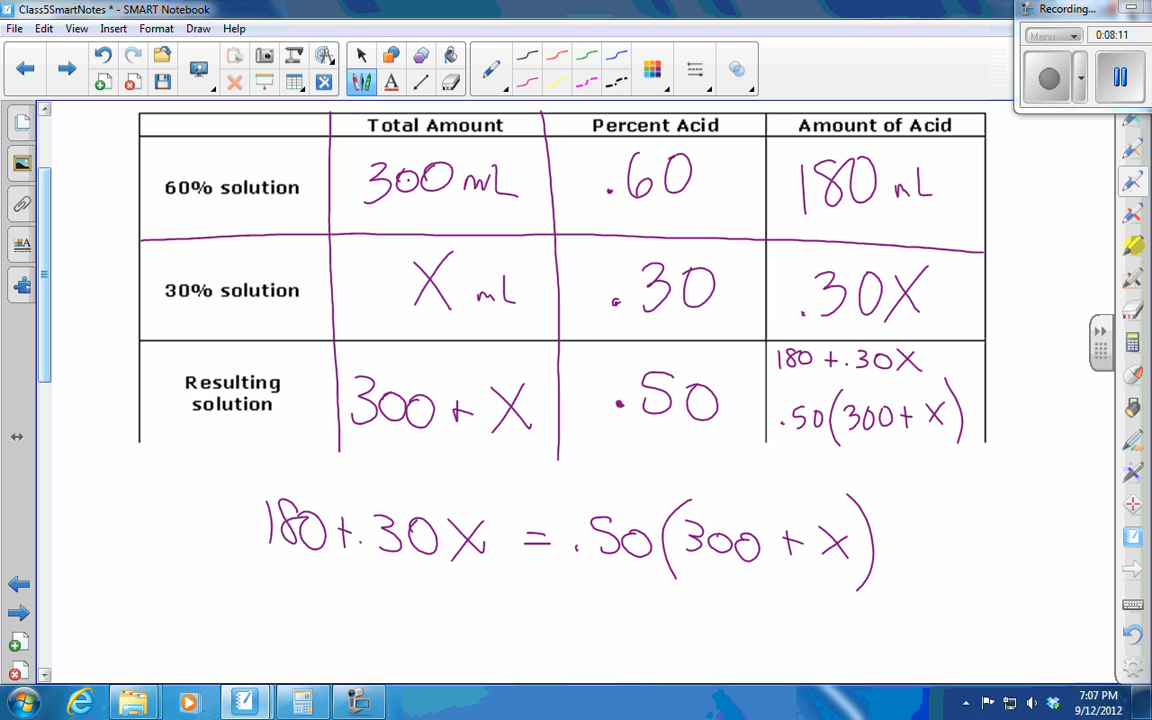 Class5SmartNotes * - SMART Notebook
Recording...
File Edit View Insert Format Draw Help
Menu
0:08:11
Total Amount Percent Acid Amount of Acid
60% solution 300 mL .60 180 mL
30% solution X mL .30 .30X
180 + .30X
Resulting solution 300 + X .50 .50(300 + X)
180 + .30X = .50(300 + X)
7:07 PM
9/12/2012